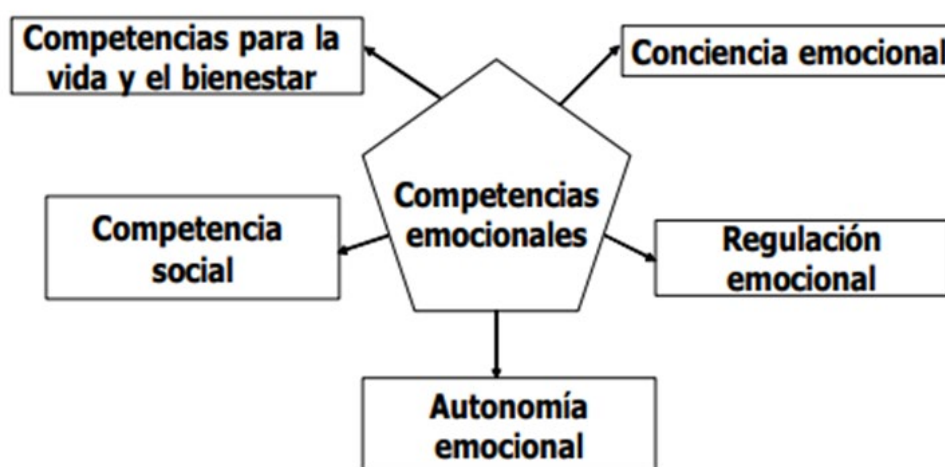 Competencias para la
vida y el bienestar
Conciencia emocional
Competencias
emocionales
Competencia
social
Regulación
emocional
Autonomía
emocional